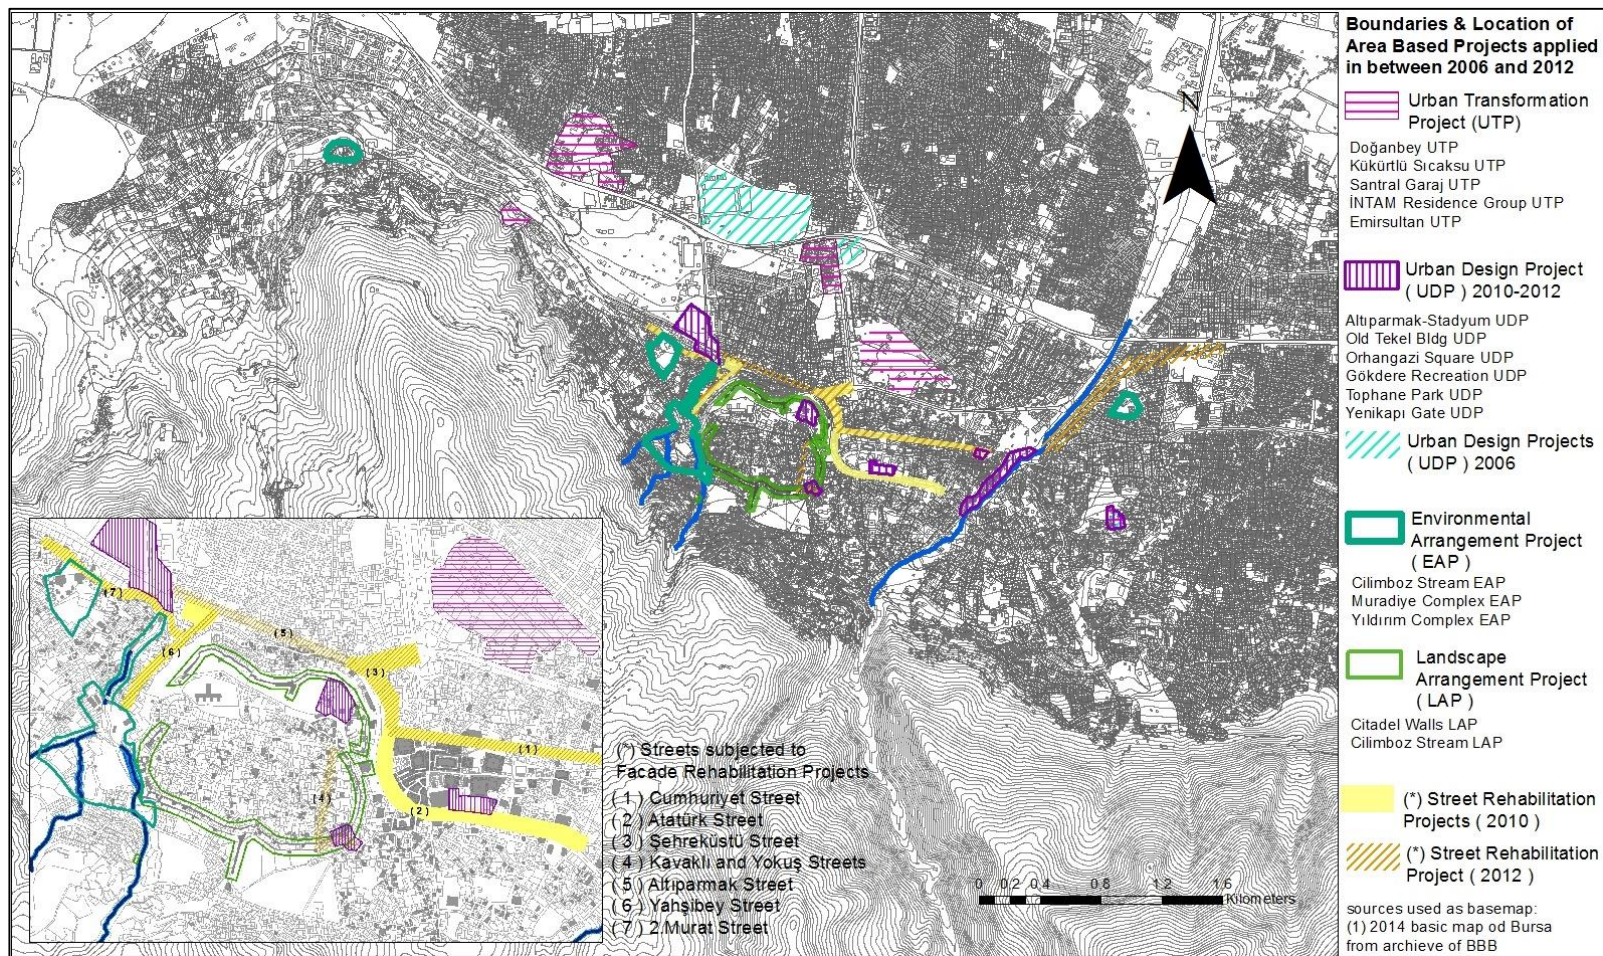 Boundaries & Location of
Area Based Projects applied
in between 2006 and 2012
N
Urban Transformation
Project (UTP)
Doğanbey UTP
Kükürtlü Sıcaksu UTP
Santral Garaj UTP
İNTAM Residence Group UTP
Emirsultan UTP
Urban Design Project
( UDP ) 2010-2012
Altıparmak-Stadyum UDP
Old Tekel Bldg UDP
Orhangazi Square UDP
Gökdere Recreation UDP
Tophane Park UDP
Yenikapı Gate UDP
Urban Design Projects
( UDP ) 2006
Environmental
Arrangement Project
( EAP )
Cilimboz Stream EAP
Muradiye Complex EAP
Yıldırım Complex EAP
Landscape
Arrangement Project
( LAP )
Citadel Walls LAP
Cilimboz Stream LAP
(*) Street Rehabilitation
Projects ( 2010 )
(*) Street Rehabilitation
Project ( 2012 )
sources used as basemap:
(1) 2014 basic map od Bursa
from archieve of BBB
(7)
(6)
(5)
(3)
(1)
(4)
(2)
(*) Streets subjected to
Facade Rehabilitation Projects
( 1 ) Cumhuriyet Street
( 2 ) Atatürk Street
( 3 ) Şehreküstü Street
( 4 ) Kavaklı and Yokuş Streets
( 5 ) Altıparmak Street
( 6 ) Yahşibey Street
( 7 ) 2.Murat Street
0 0.2 0.4 0.8 1.2 1.6
Kilometers